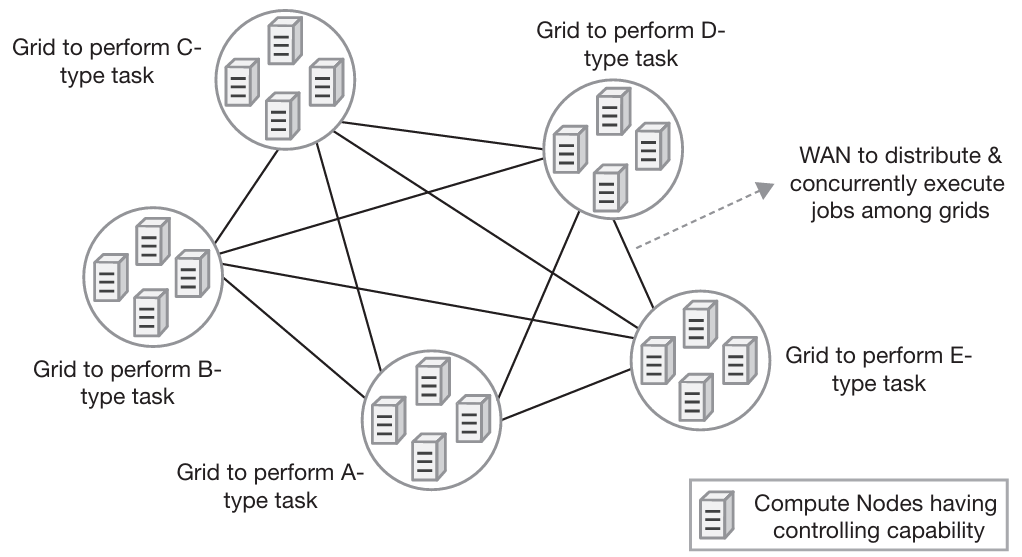 Grid to perform C-
type task
Grid to perform D-
type task
WAN to distribute &
concurrently execute
jobs among grids
Grid to perform B-
type task
Grid to perform E-
type task
Grid to perform A-
type task
Compute Nodes having
controlling capability